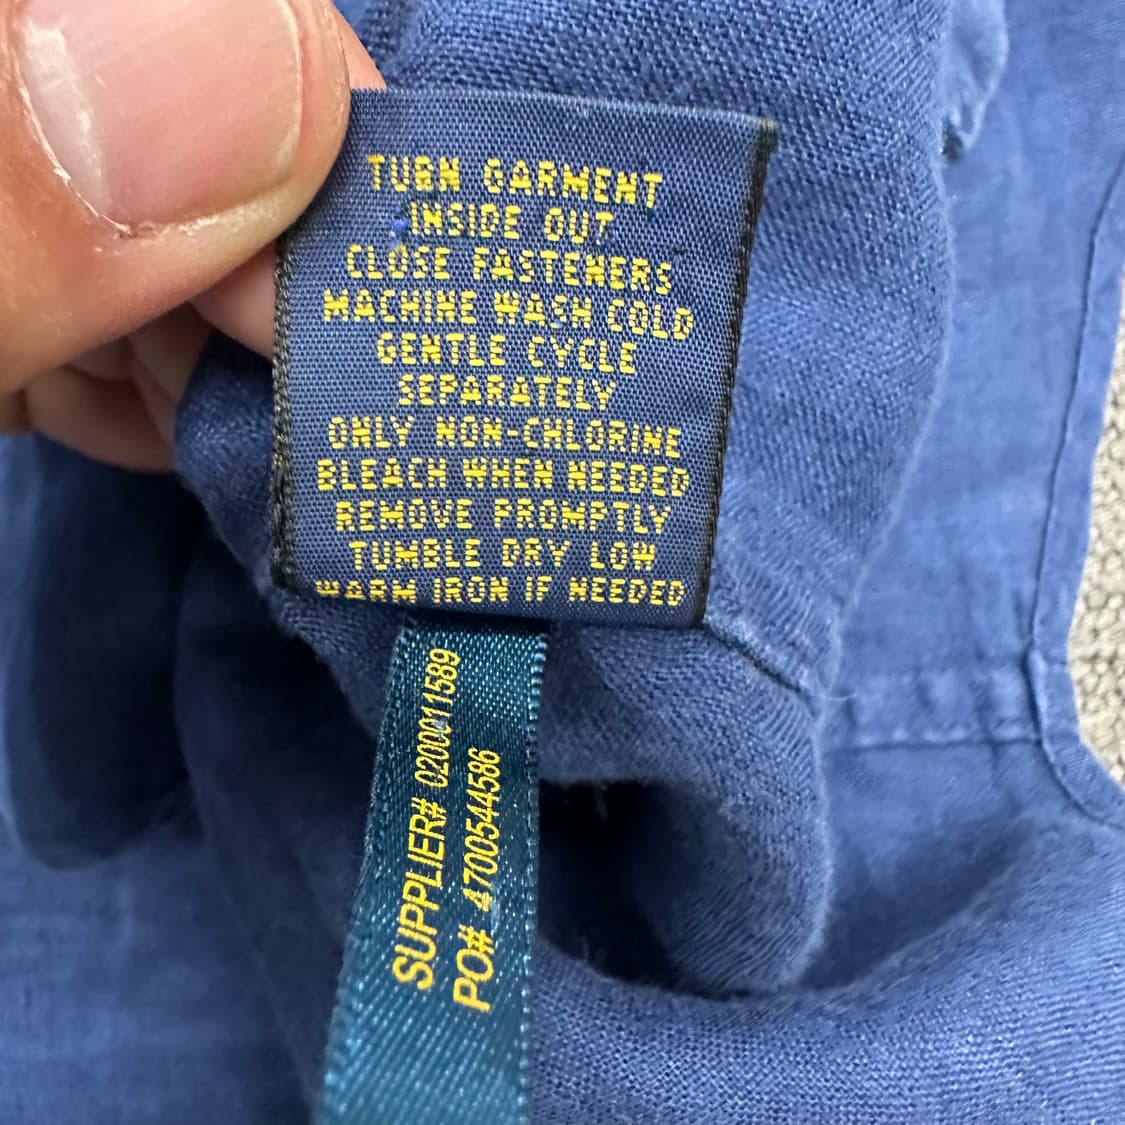 TURN GARMENT
INSIDE OUT
CLOSE FASTENERS
MACHINE WASH COLD
GENTLE CYCLE
SEPARATELY
ONLY NON-CHLORINE
BLEACH WHEN NEEDED
REMOVE PROMPTLY
TUMBLE DRY LOW
WARM IRON IF NEEDED
SUPPLIER# 0200011589
PO# 4700544586